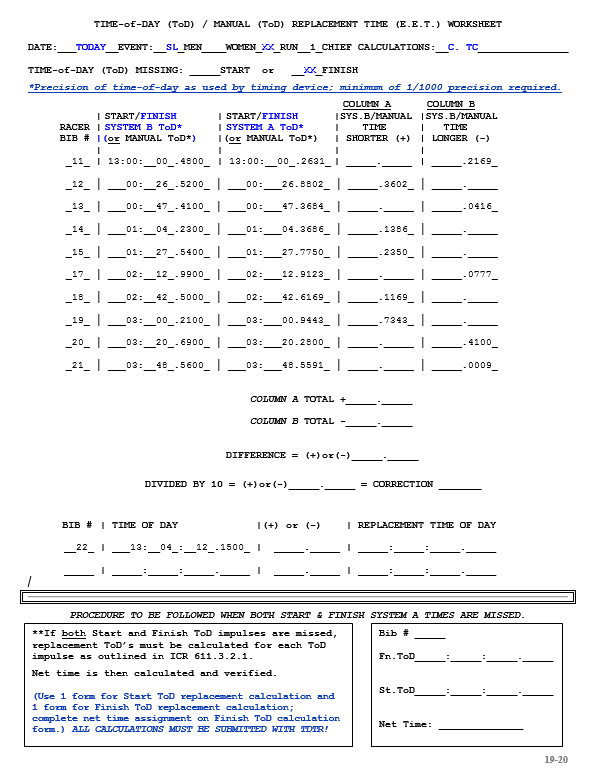 TIME-of-DAY (ToD) / MANUAL (ToD) REPLACEMENT TIME (E.E.T.) WORKSHEET
DATE:___TODAY__EVENT:__SL_MEN____WOMEN_XX_RUN__1_CHIEF CALCULATIONS:__C. TC_______________
TIME-of-DAY (ToD) MISSING: _____START or __XX_FINISH
*Precision of time-of-day as used by timing device; minimum of 1/1000 precision required.
COLUMN A COLUMN B
| START/FINISH | START/FINISH |SYS.B/MANUAL |SYS.B/MANUAL
RACER | SYSTEM B ToD* | SYSTEM A ToD* | TIME | TIME
BIB # |(or MANUAL ToD*) |(or MANUAL ToD*) | SHORTER (+) | LONGER (-)
_11_ | 13:00:__00_.4800_ | 13:00:__00_.2631_ | _____._____ | _____.2169_
_12_ | ___00:__26_.5200_ | ___00:__26.8802_ | _____.3602_ | _____._____
_13_ | ___00:__47_.4100_ | ___00:__47.3684_ | _____._____ | _____.0416_
_14_ | ___01:__04_.2300_ | ___01:__04.3686_ | _____.1386_ | _____._____
_15_ | ___01:__27_.5400_ | ___01:__27.7750_ | _____.2350_ | _____._____
_17_ | ___02:__12_.9900_ | ___02:__12.9123_ | _____._____ | _____.0777_
_18_ | ___02:__42_.5000_ | ___02:__42.6169_ | _____.1169_ | _____._____
_19_ | ___03:__00_.2100_ | ___03:__00.9443_ | _____.7343_ | _____._____
_20_ | ___03:__20_.6900_ | ___03:__20.2800_ | _____._____ | _____.4100_
_21_ | ___03:__48_.5600_ | ___03:__48.5591_ | _____._____ | _____.0009_
COLUMN A TOTAL +_____._____
COLUMN B TOTAL -_____._____
DIFFERENCE = (+)or(-)_____._____
DIVIDED BY 10 = (+)or(-)_____._____ = CORRECTION _______
BIB # | TIME OF DAY |(+) or (-) | REPLACEMENT TIME OF DAY
__22_ | ___13:__04_:__12_.1500_ | _____._____ | _____:_____:_____._____
_____ | _____:_____:_____._____ | _____._____ | _____:_____:_____._____
/
PROCEDURE TO BE FOLLOWED WHEN BOTH START & FINISH SYSTEM A TIMES ARE MISSED.
**If both Start and Finish ToD impulses are missed,
replacement ToD's must be calculated for each ToD
impulse as outlined in ICR 611.3.2.1.
Net time is then calculated and verified.
(Use 1 form for Start ToD replacement calculation and
1 form for Finish ToD replacement calculation;
complete net time assignment on Finish ToD calculation
form.) ALL CALCULATIONS MUST BE SUBMITTED WITH TDTR!
Bib # _____
Fn.ToD_____:_____:_____._____
St.ToD_____:_____:_____._____
Net Time: ______________
19-20